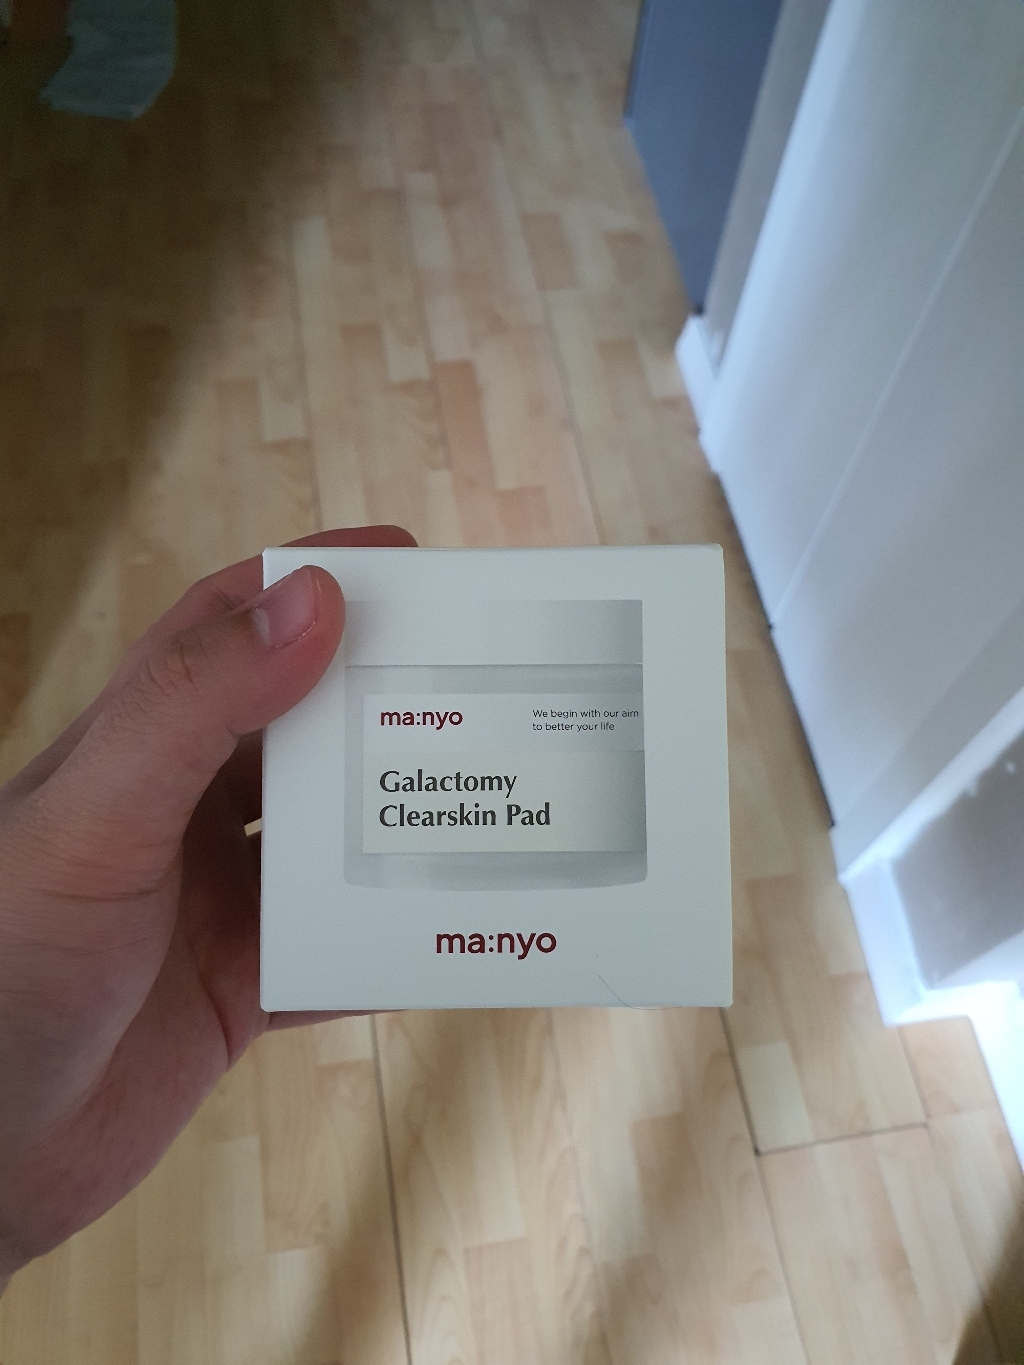 ma:nyo
We begin with our aim
to better your life
Galactomy
Clearskin Pad
ma:nyo